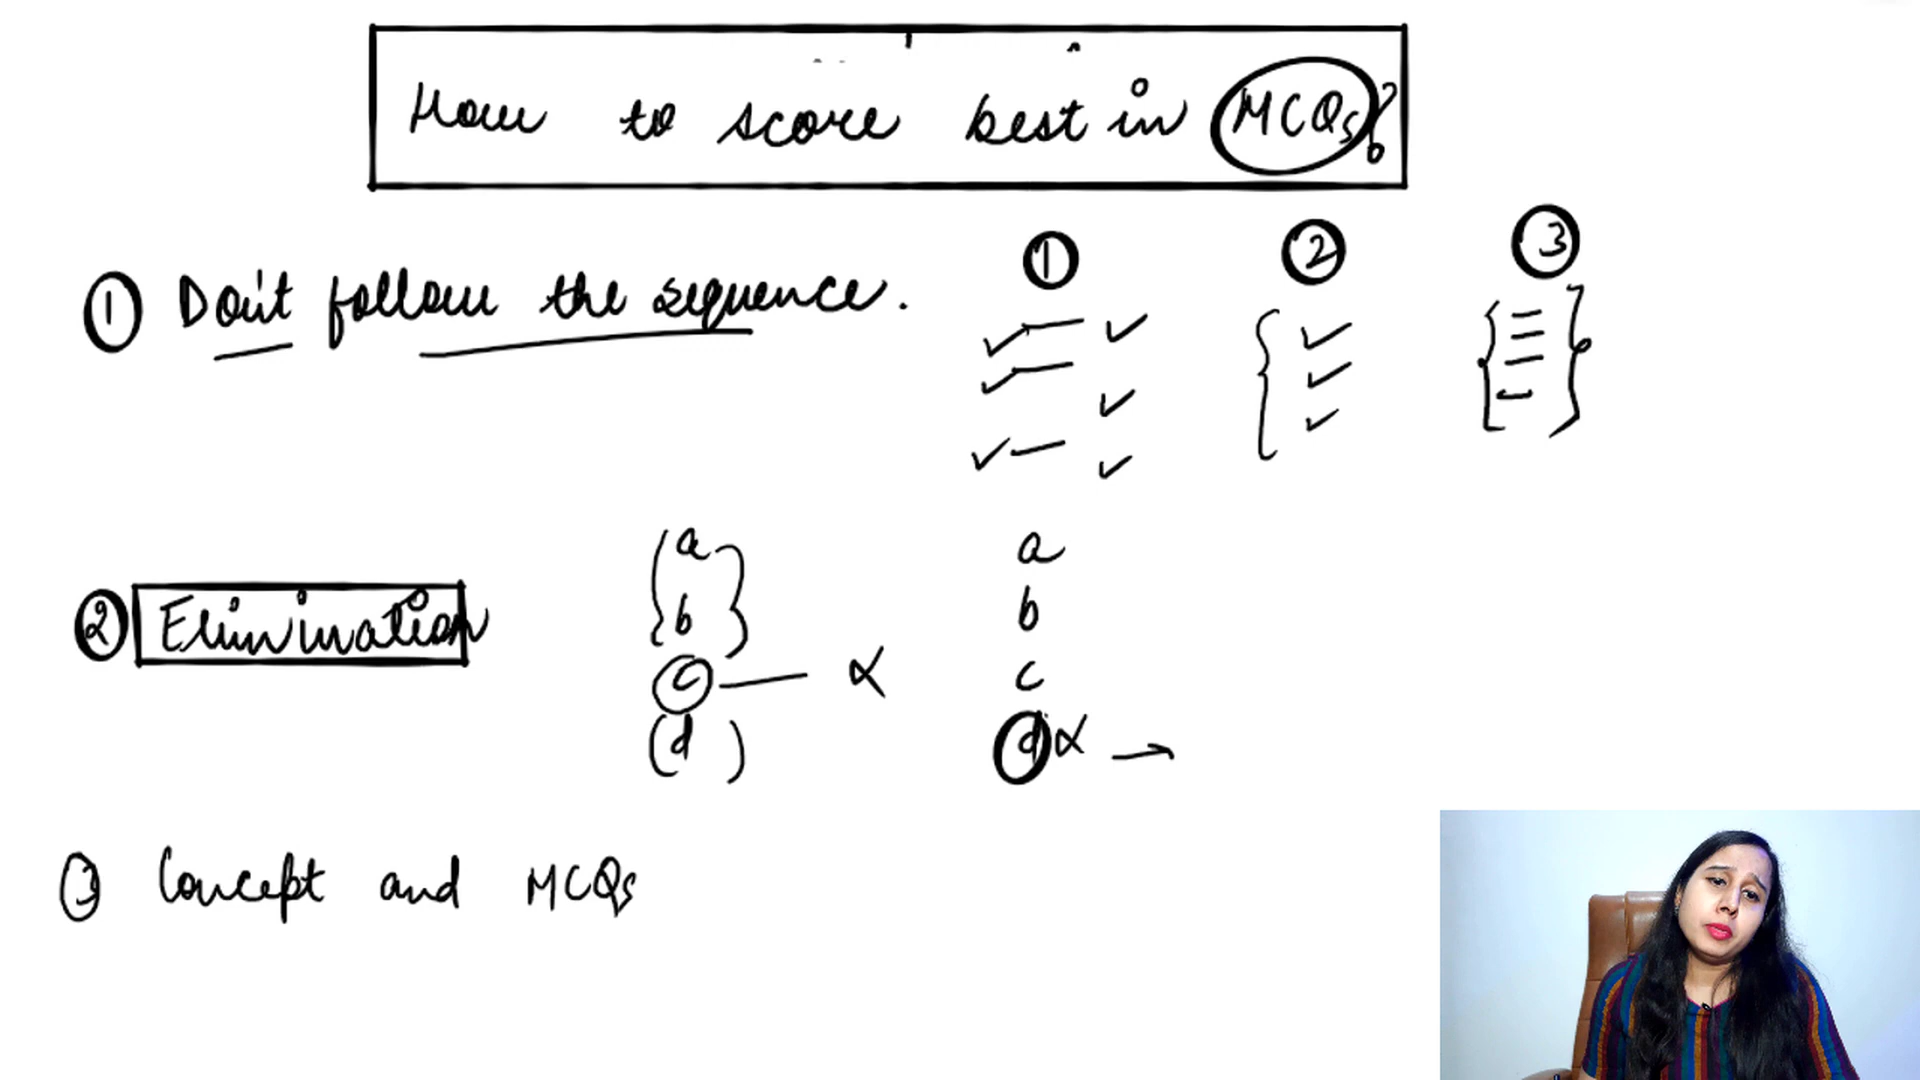 How to score best in MCQs?
① Don't follow the sequence.
① ② ③
② Elimination
a
b
c
d
a
b
c
d
③ Concept and MCQs